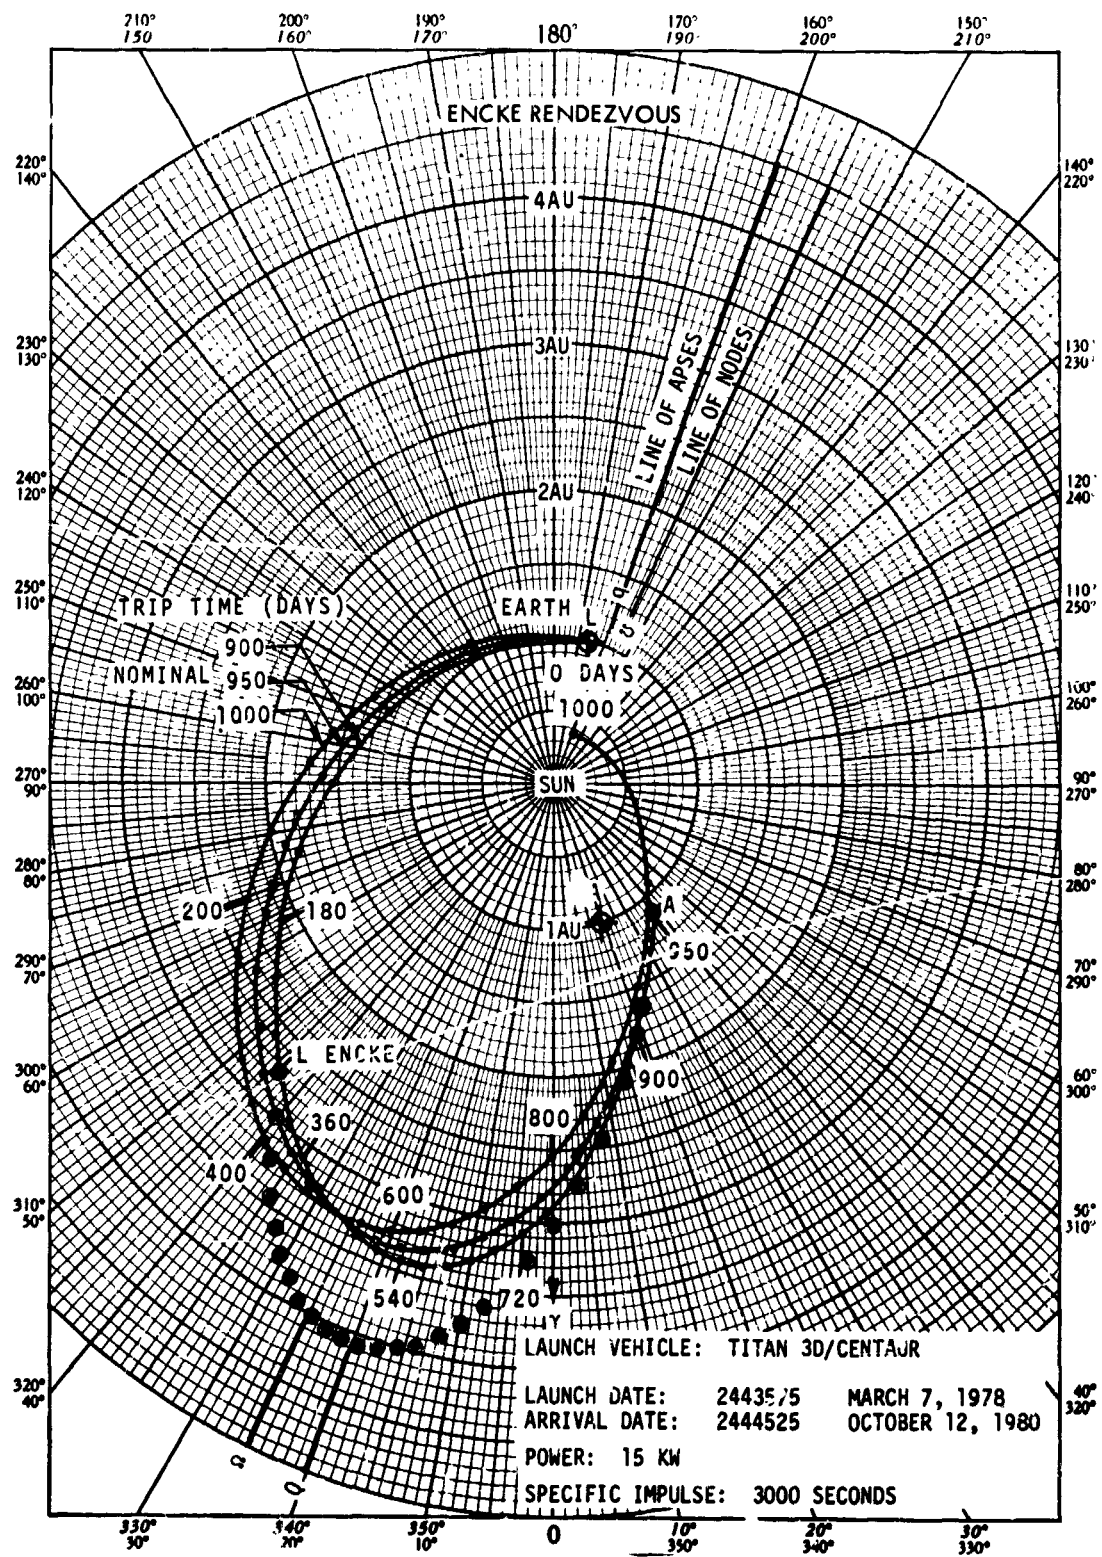 210° 200° 190° 180° 170° 160° 150°
150 160° 170° 190° 200° 210°
ENCKE RENDEZVOUS
220°
140°
140°
220°
4AU
230°
130°
130°
230°
3AU
LINE OF APSES
LINE OF NODES
240°
120°
120
240°
2AU
250°
110°
110°
250°
TRIP TIME (DAYS)
EARTH L
900
NOMINAL 950
1000
0 DAYS
1000
260°
100°
100°
260°
SUN
270°
90°
90°
270°
280°
80°
80°
280°
200
180
A
1AU
950
290°
70°
70°
290°
L ENCKE
300°
60°
60°
300°
900
360
800
400
600
310°
50°
50°
310°
540
720
LAUNCH VEHICLE: TITAN 3D/CENTAUR
LAUNCH DATE: MARCH 7, 1978
ARRIVAL DATE: 2444525 OCTOBER 12, 1980
POWER: 15 KW
SPECIFIC IMPULSE: 3000 SECONDS
320°
40°
40°
320°
Ω
Q
330° 340° 350° 0 10° 20° 30°
30° 20° 10° 350° 340° 330°